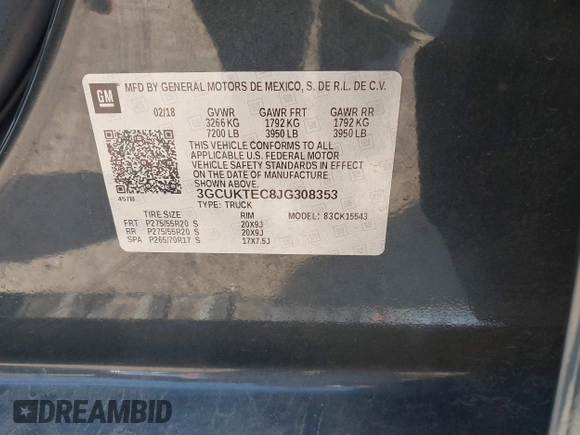 GM
MFD BY GENERAL MOTORS DE MEXICO, S. DE R.L. DE C.V.
02/18 GVWR GAWR FRT GAWR RR
3266 KG 1792 KG 1792 KG
7200 LB 3950 LB 3950 LB
THIS VEHICLE CONFORMS TO ALL
APPLICABLE U.S. FEDERAL MOTOR
VEHICLE SAFETY STANDARDS IN EFFECT
ON THE DATE OF MANUFACTURE
SHOWN ABOVE.
457B 3GCUKTEC8JG308353
TYPE: TRUCK
TIRE SIZE RIM MODEL: 83CK15543
FRT P275/55R20 S 20X9J
RR P275/55R20 S 20X9J
SPA P265/70R17 S 17X7.5J
DREAMBID